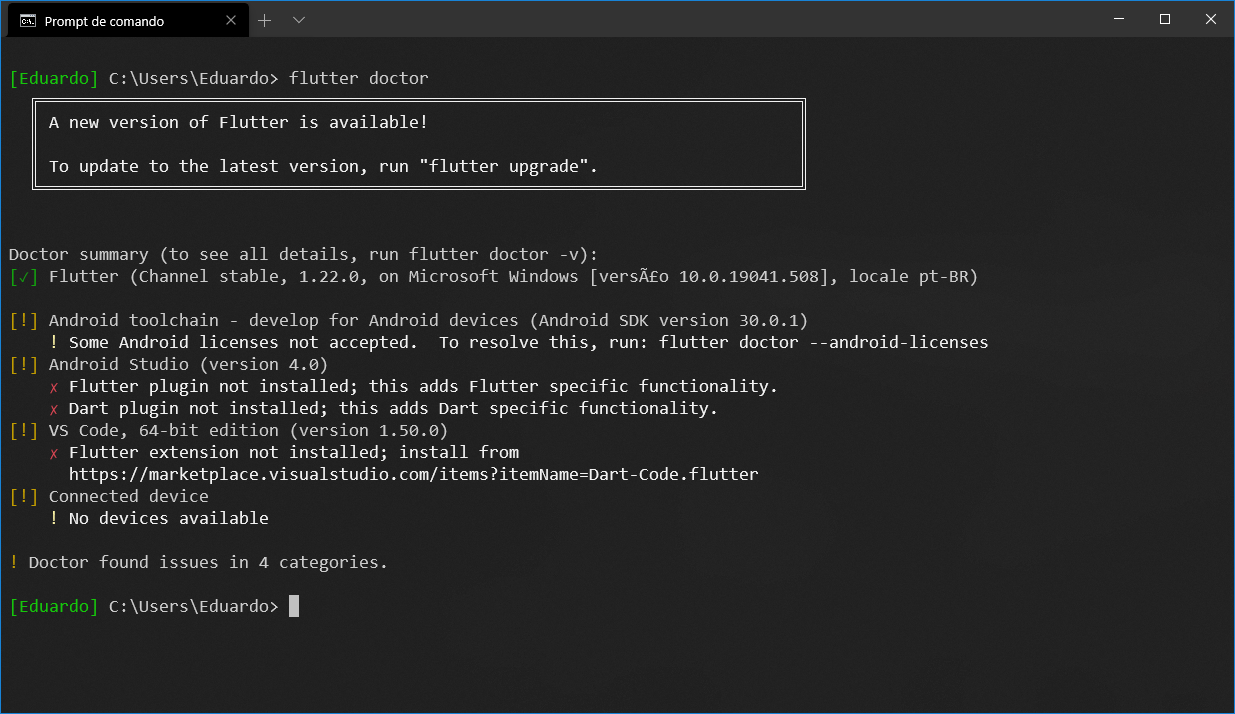 Prompt de comando
[Eduardo] C:\Users\Eduardo> flutter doctor
A new version of Flutter is available!
To update to the latest version, run "flutter upgrade".
Doctor summary (to see all details, run flutter doctor -v):
[✓] Flutter (Channel stable, 1.22.0, on Microsoft Windows [versÃ£o 10.0.19041.508], locale pt-BR)
[!] Android toolchain - develop for Android devices (Android SDK version 30.0.1)
! Some Android licenses not accepted.  To resolve this, run: flutter doctor --android-licenses
[!] Android Studio (version 4.0)
✗ Flutter plugin not installed; this adds Flutter specific functionality.
✗ Dart plugin not installed; this adds Dart specific functionality.
[!] VS Code, 64-bit edition (version 1.50.0)
✗ Flutter extension not installed; install from
https://marketplace.visualstudio.com/items?itemName=Dart-Code.flutter
[!] Connected device
! No devices available
! Doctor found issues in 4 categories.
[Eduardo] C:\Users\Eduardo>